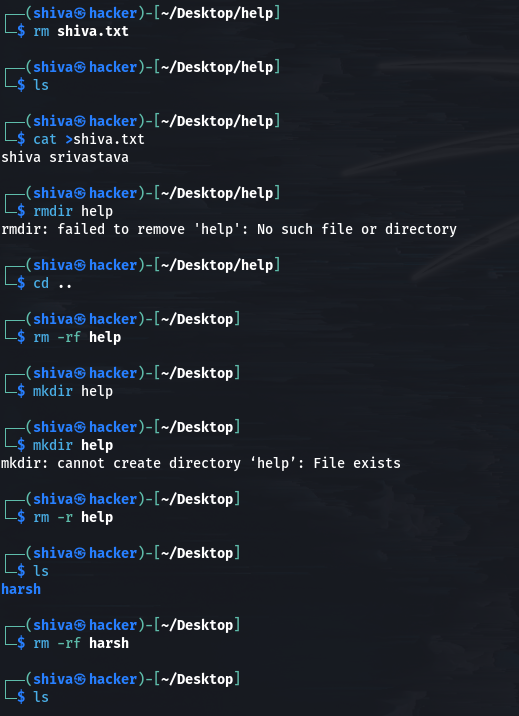 ┌──(shiva㉿hacker)-[~/Desktop/help]
└─$ rm shiva.txt
┌──(shiva㉿hacker)-[~/Desktop/help]
└─$ ls
┌──(shiva㉿hacker)-[~/Desktop/help]
└─$ cat >shiva.txt
shiva srivastava
┌──(shiva㉿hacker)-[~/Desktop/help]
└─$ rmdir help
rmdir: failed to remove 'help': No such file or directory
┌──(shiva㉿hacker)-[~/Desktop/help]
└─$ cd ..
┌──(shiva㉿hacker)-[~/Desktop]
└─$ rm -rf help
┌──(shiva㉿hacker)-[~/Desktop]
└─$ mkdir help
┌──(shiva㉿hacker)-[~/Desktop]
└─$ mkdir help
mkdir: cannot create directory ‘help’: File exists
┌──(shiva㉿hacker)-[~/Desktop]
└─$ rm -r help
┌──(shiva㉿hacker)-[~/Desktop]
└─$ ls
harsh
┌──(shiva㉿hacker)-[~/Desktop]
└─$ rm -rf harsh
┌──(shiva㉿hacker)-[~/Desktop]
└─$ ls